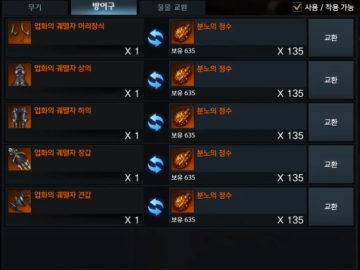 무기 방어구 물물 교환 사용 / 착용 가능
업화의 궤멸자 머리장식 분노의 정수
X 1 보유 635 X 135 교환
업화의 궤멸자 상의 분노의 정수
X 1 보유 635 X 135 교환
업화의 궤멸자 하의 분노의 정수
X 1 보유 635 X 135 교환
업화의 궤멸자 장갑 분노의 정수
X 1 보유 635 X 135 교환
업화의 궤멸자 견갑 분노의 정수
X 1 보유 635 X 135 교환